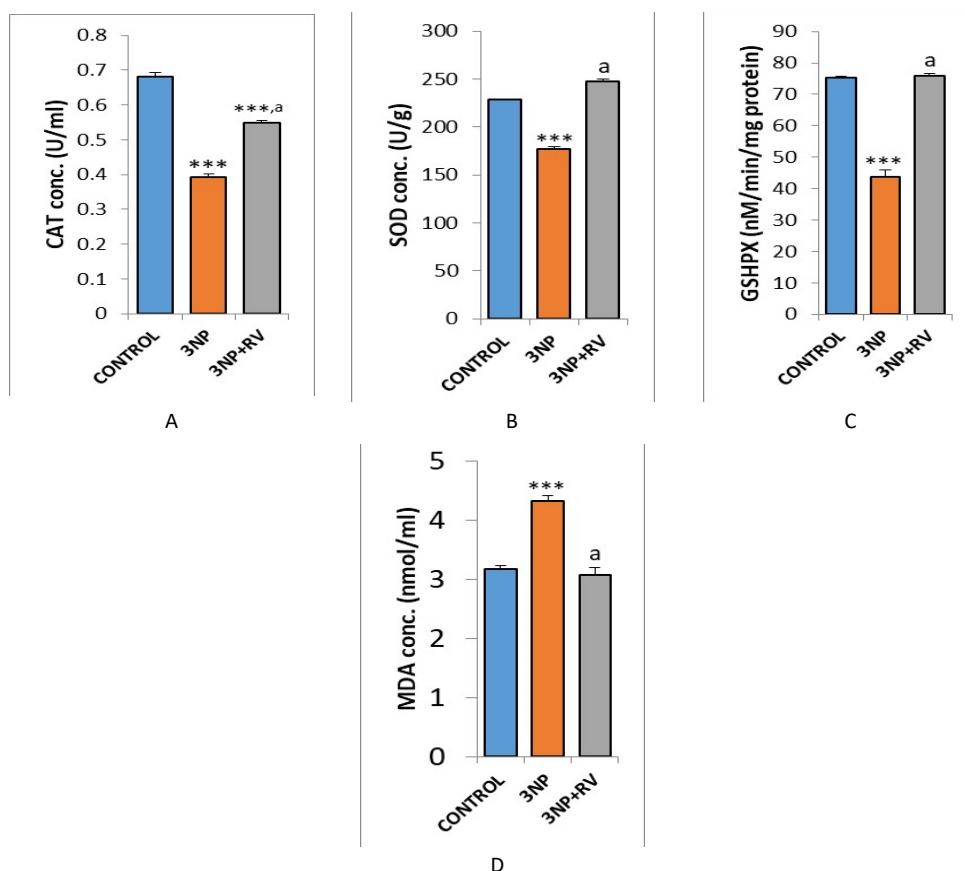 CAT conc. (U/ml)
0.8
0.7
0.6
0.5
0.4
0.3
0.2
0.1
0
***
***,a
CONTROL
3NP
3NP+RV
A
SOD conc. (U/g)
300
250
200
150
100
50
0
***
a
CONTROL
3NP
3NP+RV
B
GSHPX (nM/min/mg protein)
90
80
70
60
50
40
30
20
10
0
***
a
CONTROL
3NP
3NP+RV
C
MDA conc. (nmol/ml)
5
4
3
2
1
0
***
a
CONTROL
3NP
3NP+RV
D